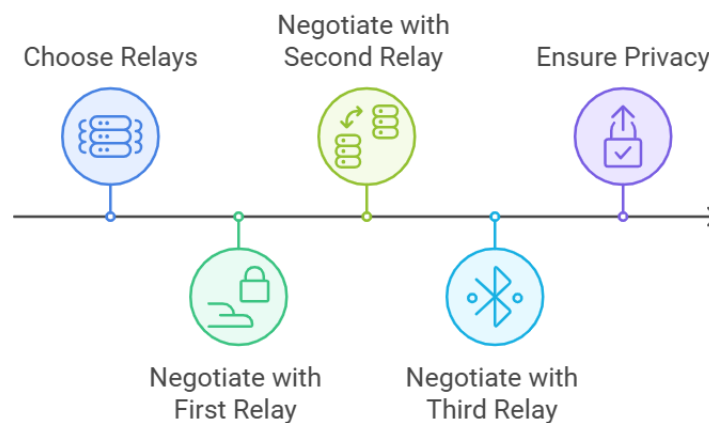 Choose Relays
Negotiate with
Second Relay
Ensure Privacy
Negotiate with
First Relay
Negotiate with
Third Relay